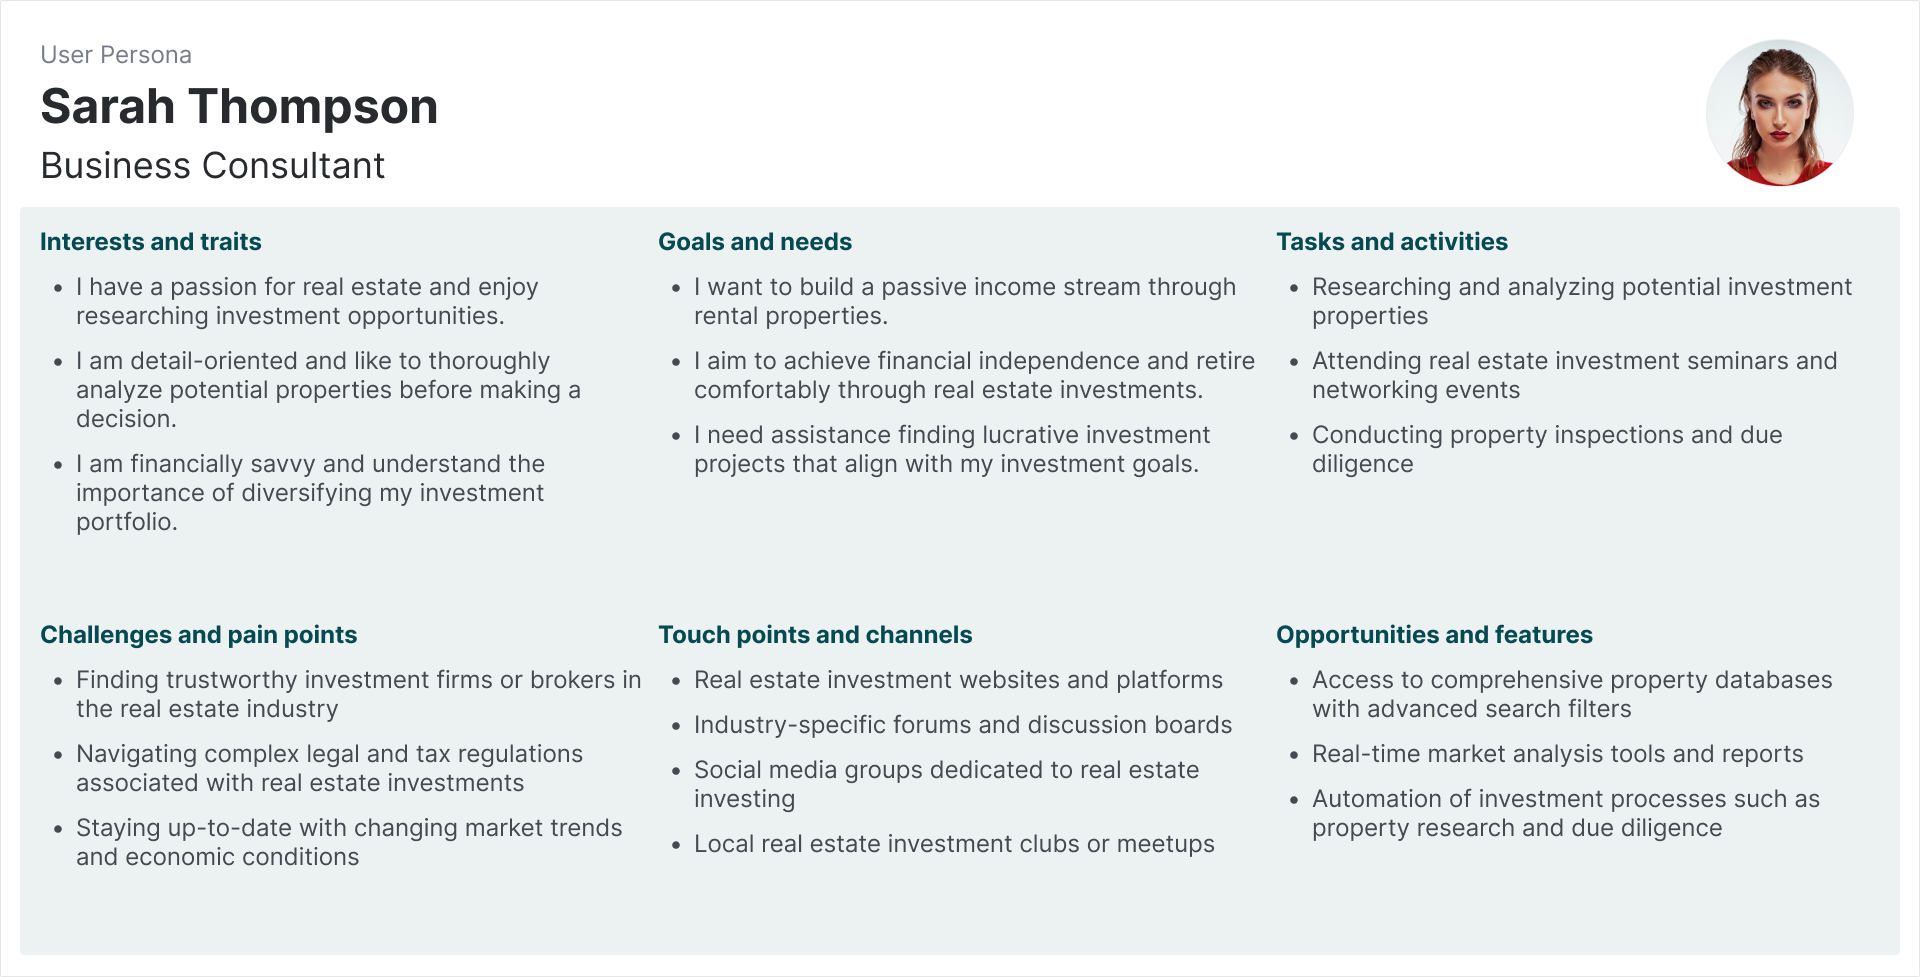 User Persona
Sarah Thompson
Business Consultant
Interests and traits
• I have a passion for real estate and enjoy
researching investment opportunities.
• I am detail-oriented and like to thoroughly
analyze potential properties before making a
decision.
• I am financially savvy and understand the
importance of diversifying my investment
portfolio.
Goals and needs
• I want to build a passive income stream through
rental properties.
• I aim to achieve financial independence and retire
comfortably through real estate investments.
• I need assistance finding lucrative investment
projects that align with my investment goals.
Tasks and activities
• Researching and analyzing potential investment
properties
• Attending real estate investment seminars and
networking events
• Conducting property inspections and due
diligence
Challenges and pain points
• Finding trustworthy investment firms or brokers in
the real estate industry
• Navigating complex legal and tax regulations
associated with real estate investments
• Staying up-to-date with changing market trends
and economic conditions
Touch points and channels
• Real estate investment websites and platforms
• Industry-specific forums and discussion boards
• Social media groups dedicated to real estate
investing
• Local real estate investment clubs or meetups
Opportunities and features
• Access to comprehensive property databases
with advanced search filters
• Real-time market analysis tools and reports
• Automation of investment processes such as
property research and due diligence